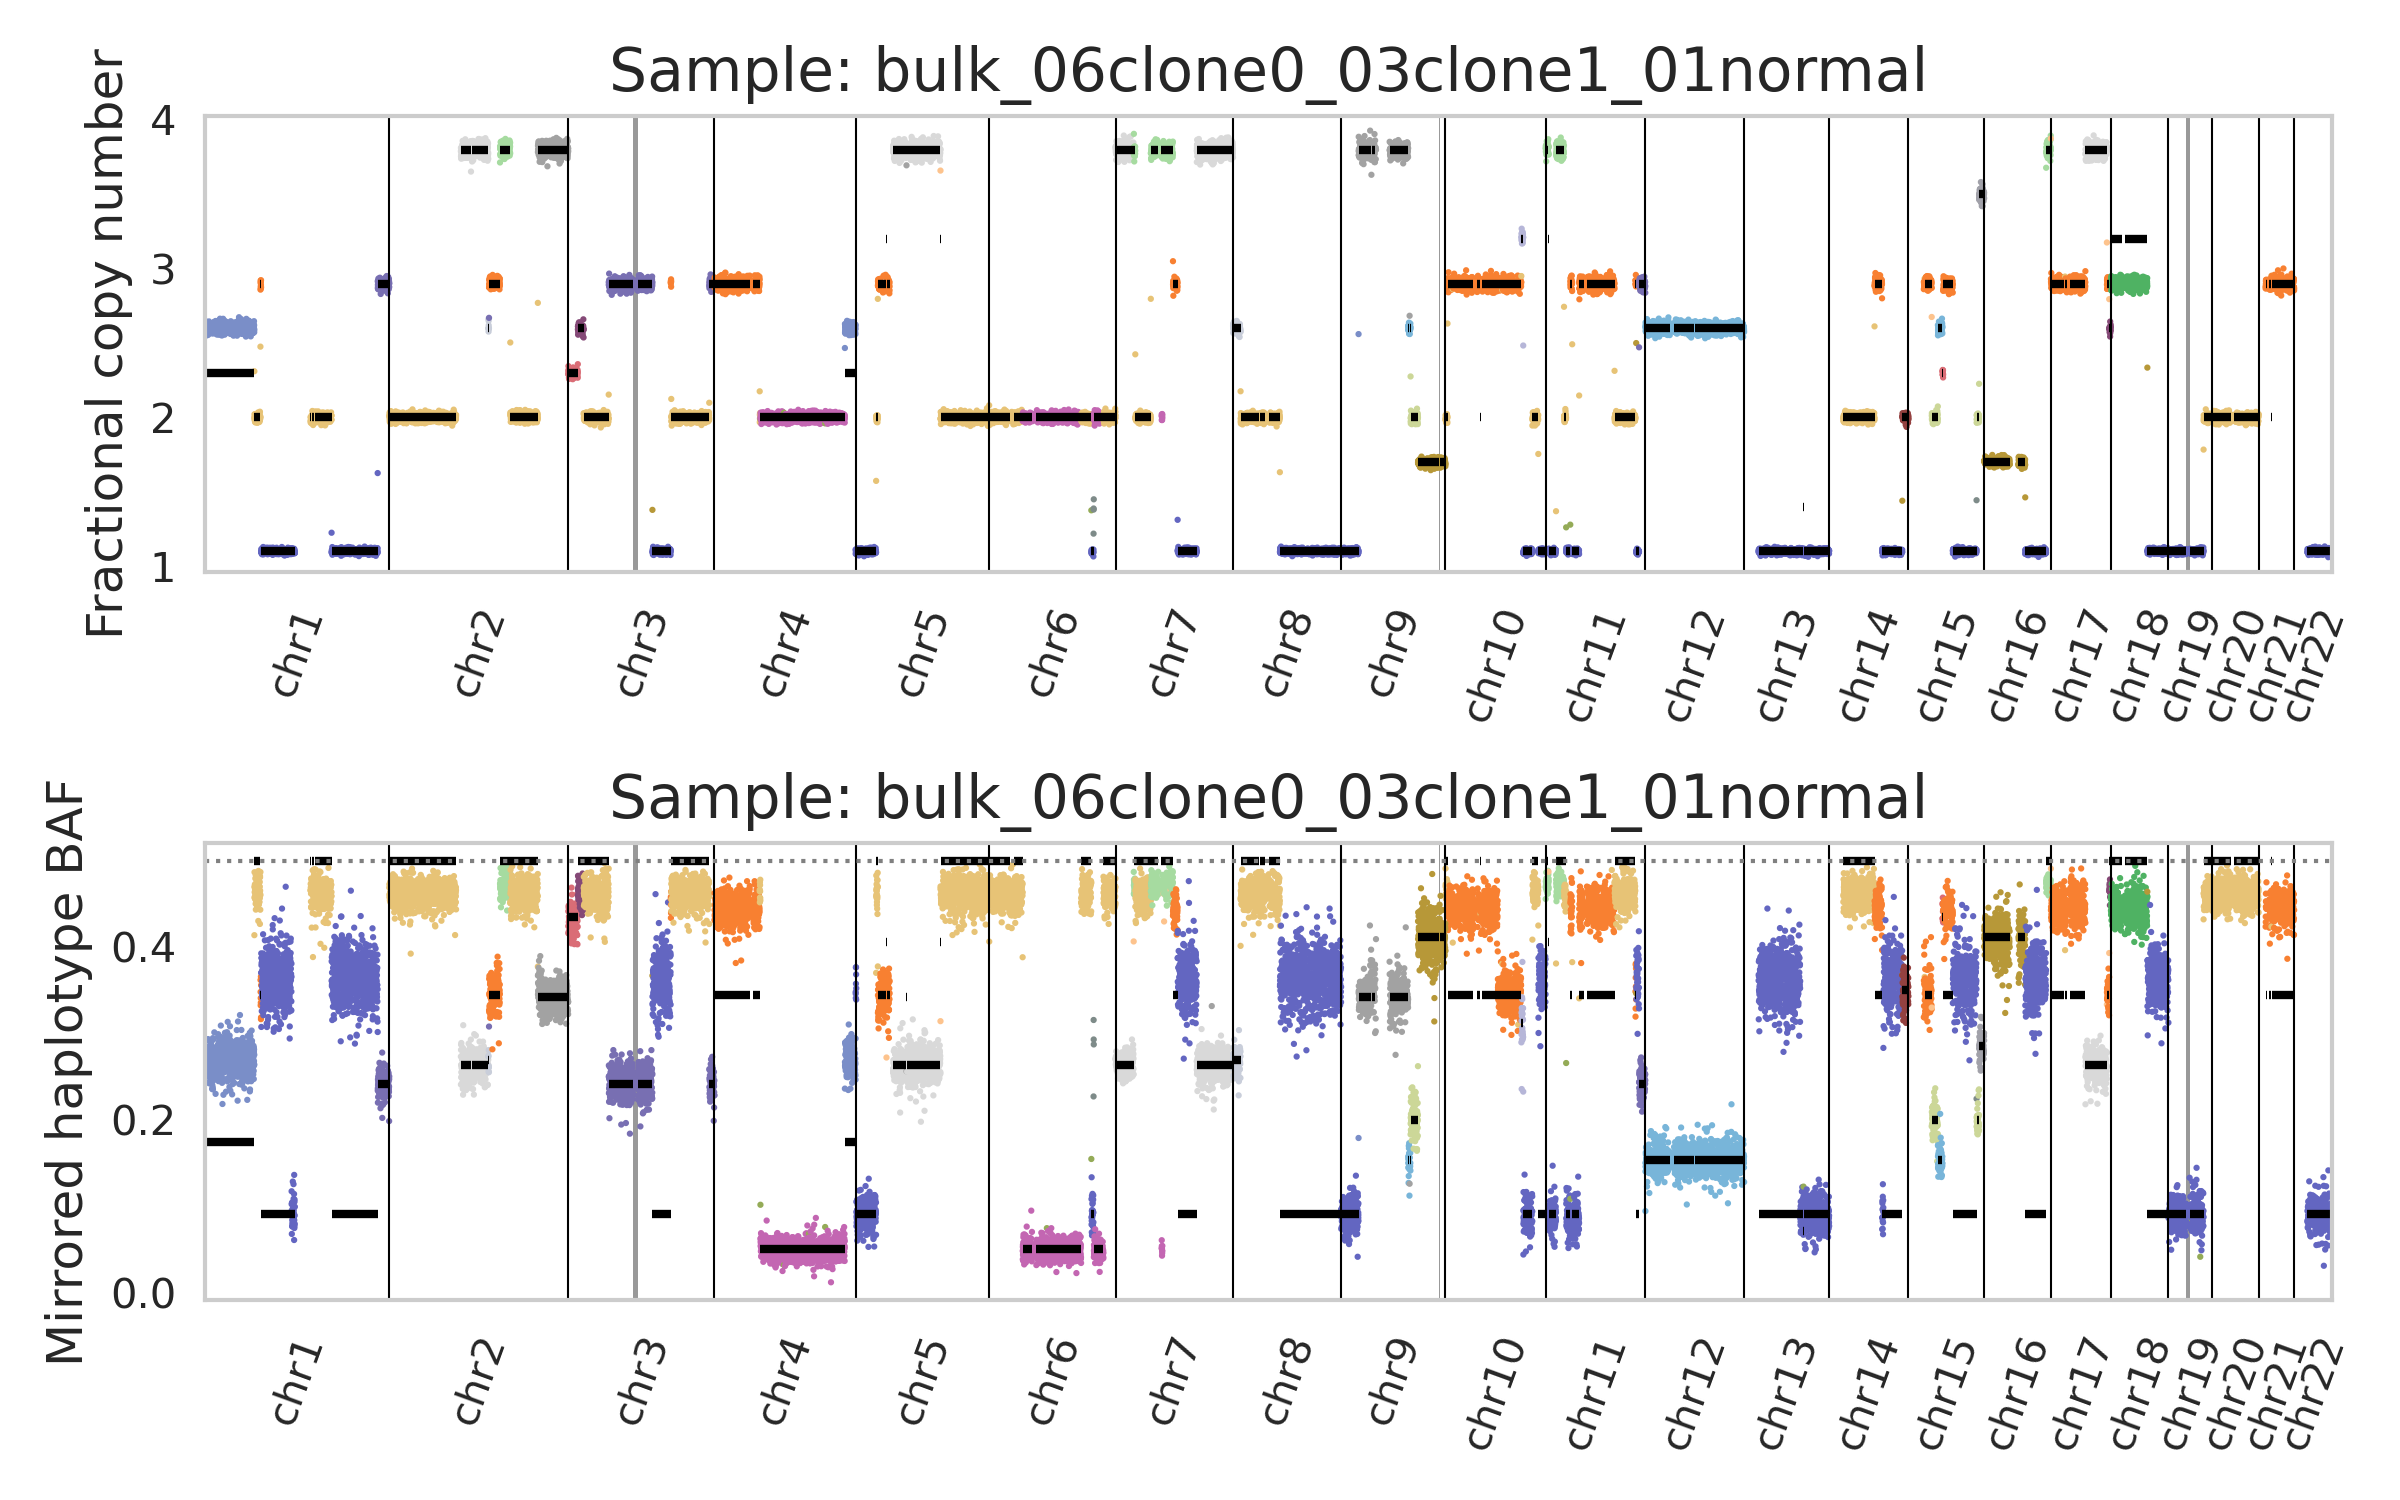 Sample: bulk_06clone0_03clone1_01normal
Fractional copy number
4
3
2
1
chr1
chr2
chr3
chr4
chr5
chr6
chr7
chr8
chr9
chr10
chr11
chr12
chr13
chr14
chr15
chr16
chr17
chr18
chr19
chr20
chr21
chr22
Sample: bulk_06clone0_03clone1_01normal
Mirrored haplotype BAF
0.4
0.2
0.0
chr1
chr2
chr3
chr4
chr5
chr6
chr7
chr8
chr9
chr10
chr11
chr12
chr13
chr14
chr15
chr16
chr17
chr18
chr19
chr20
chr21
chr22